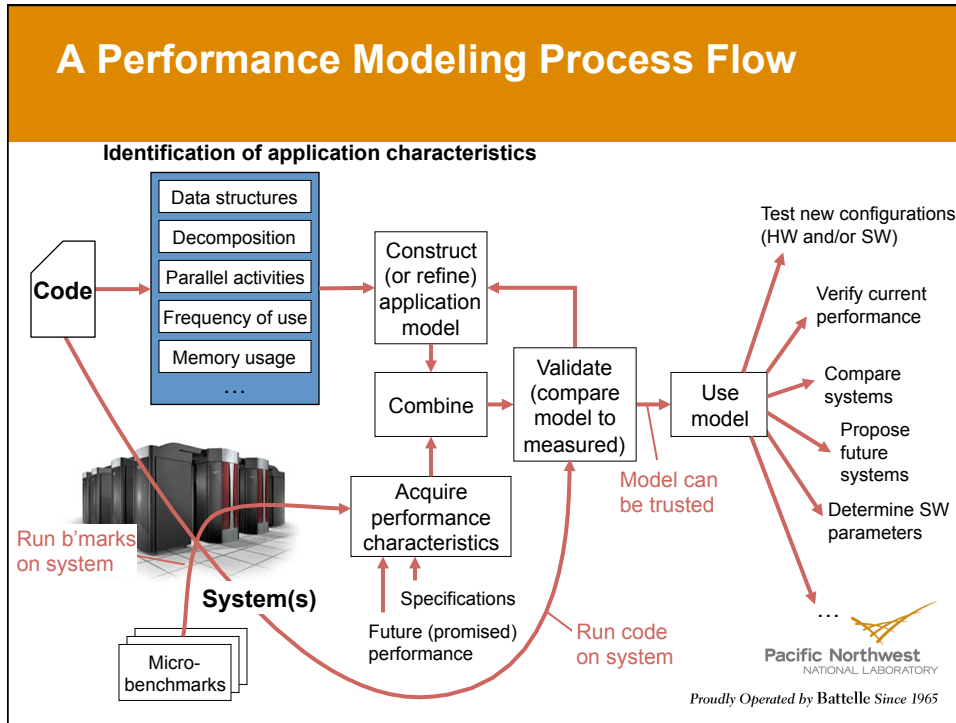 A Performance Modeling Process Flow
Identification of application characteristics
Code
Data structures
Decomposition
Parallel activities
Frequency of use
Memory usage
…
Construct
(or refine)
application
model
Combine
Validate
(compare
model to
measured)
Model can
be trusted
Use
model
Test new configurations
(HW and/or SW)
Verify current
performance
Compare
systems
Propose
future
systems
Determine SW
parameters
…
Acquire
performance
characteristics
Run b'marks
on system
System(s)
Specifications
Future (promised)
performance
Micro-
benchmarks
Run code
on system
Pacific Northwest
NATIONAL LABORATORY
Proudly Operated by Battelle Since 1965